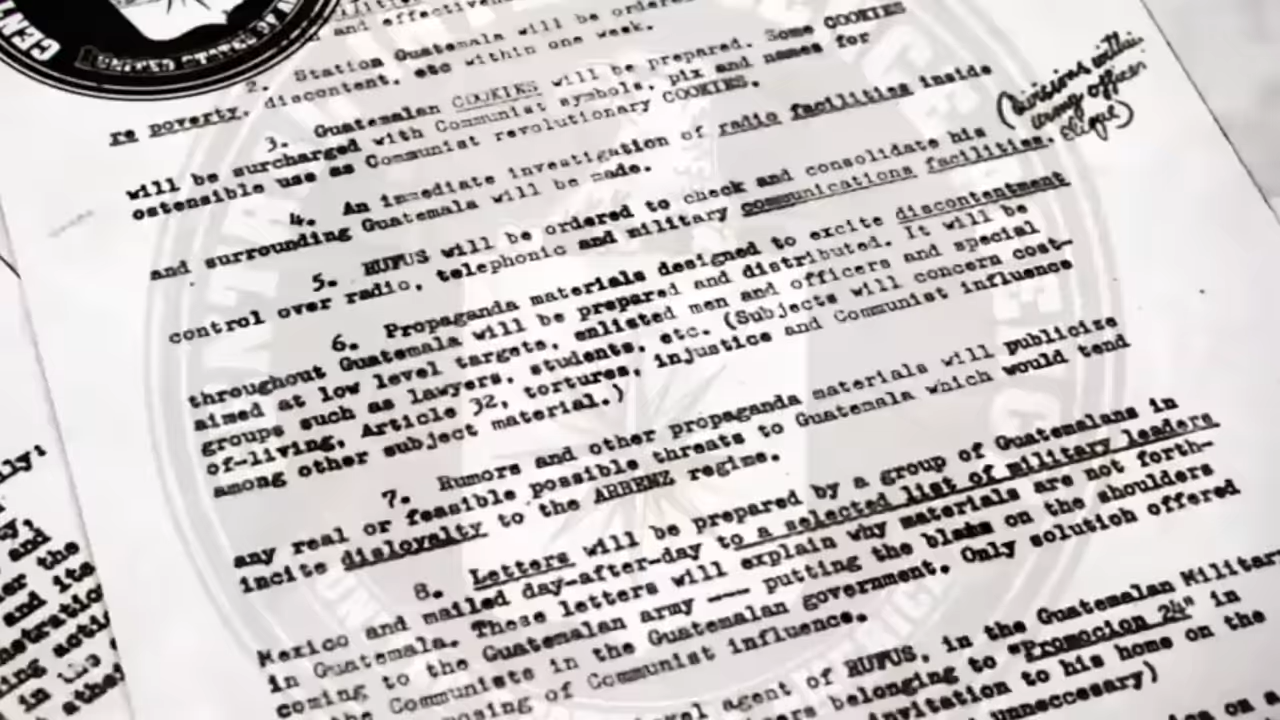 and effectiven
2. Station Guatemala will be ordere
re poverty, discontent, etc within one week.
3. Guatemalan COOKIES will be prepared. Some COOKIES
will be surcharged with Communist symbols, pix and names for
ostensible use as Communist revolutionary COOKIES.
4. An immediate investigation of radio facilities inside
and surrounding Guatemala will be made.
(divisions within
army officer
clique)
5. RUFUS will be ordered to check and consolidate his
control over radio, telephonic and military communications facilities.
6. Propaganda materials designed to excite discontentment
throughout Guatemala will be prepared and distributed. It will be
aimed at low level targets, enlisted men and officers and special
groups such as lawyers, students, etc. (Subjects will concern cost-
of-living, Article 32, tortures, injustice and Communist influence
among other subject material.)
7. Rumors and other propaganda materials will publicize
any real or feasible possible threats to Guatemala which would tend
incite disloyalty to the ARBENZ regime.
8. Letters will be prepared by a group of Guatemalans in
Mexico and mailed day-after-day to a selected list of military leaders
in Guatemala. These letters will explain why materials are not forth-
coming to the Guatemalan army --- putting the blame on the shoulders
the Communists in the Guatemalan government. Only solution offered
posing of Communist influence.
agent of RUFUS, in the Guatemalan Military
ers belonging to "Promocion 24" in
invitation to his home on the
unneccesary)
CEN
UNITED STATES